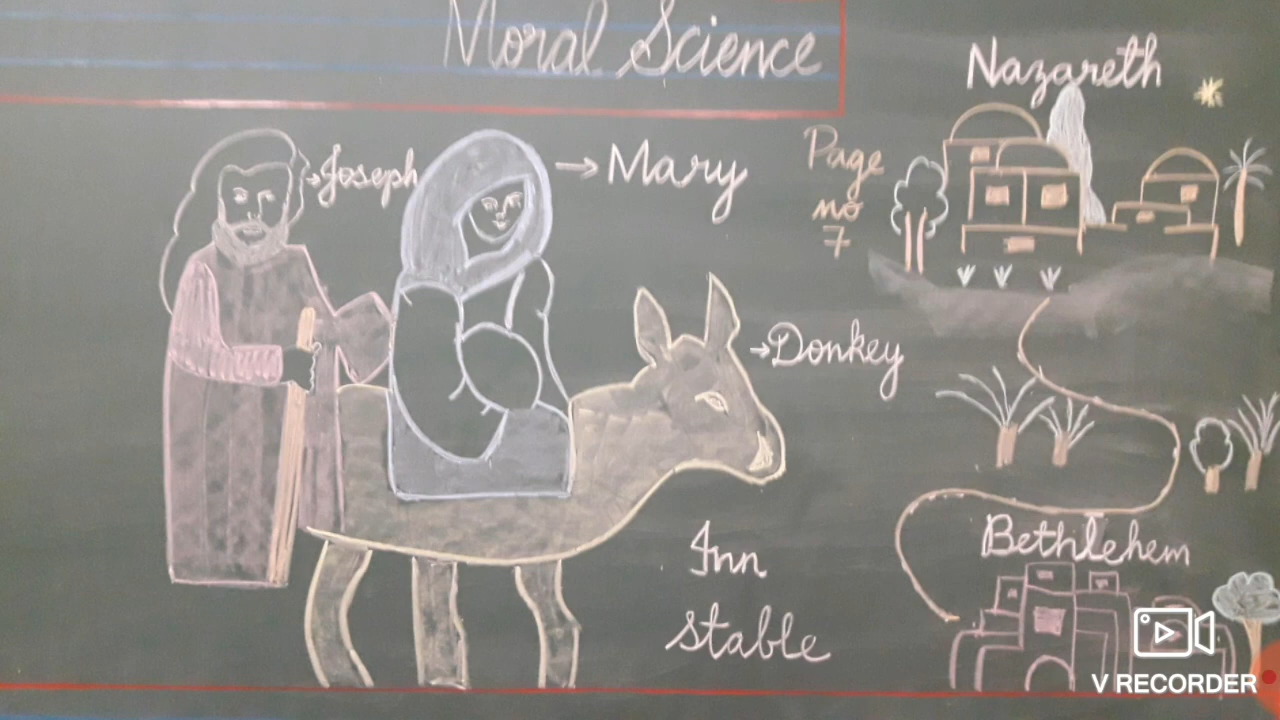 Moral Science
Nazareth
Joseph
Mary
Page
no
7
Donkey
Bethlehem
Inn
stable
V RECORDER